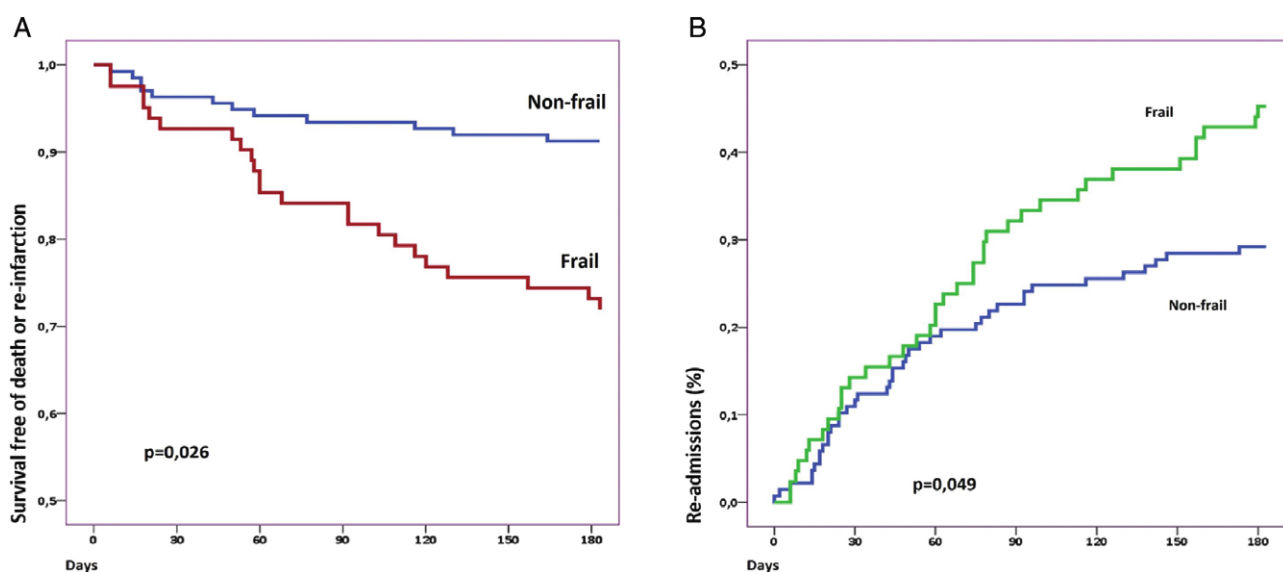 A
Survival free of death or re-infarction
1,0
0,9
0,8
0,7
0,6
0,5
Non-frail
Frail
p=0,026
0 30 60 90 120 150 180
Days
B
Re-admissions (%)
0,5
0,4
0,3
0,2
0,1
0,0
Frail
Non-frail
p=0,049
0 30 60 90 120 150 180
Days